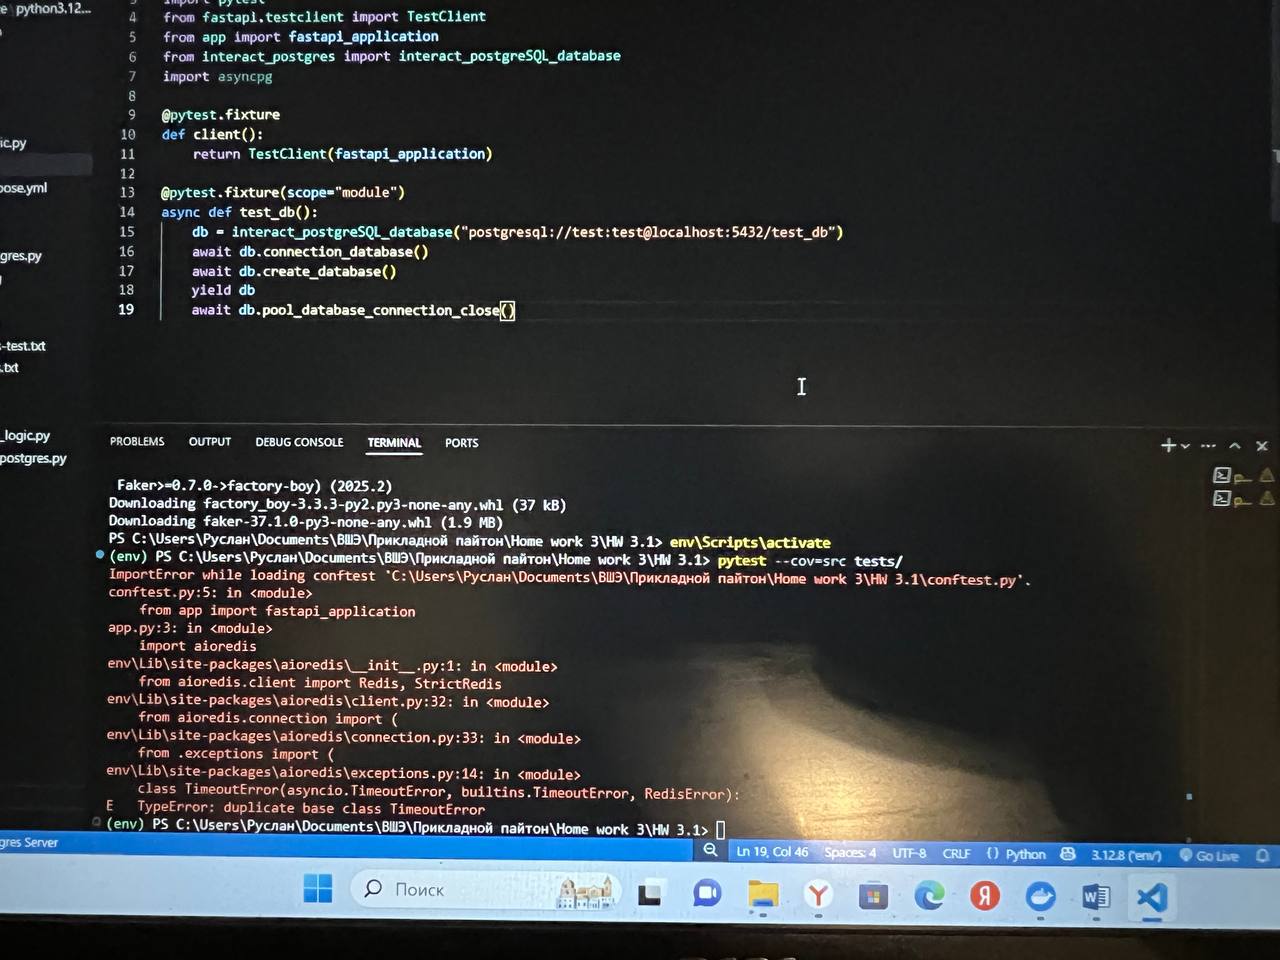 python3.12...
import pytest
4 from fastapi.testclient import TestClient
5 from app import fastapi_application
6 from interact_postgres import interact_postgreSQL_database
7 import asyncpg
8
9 @pytest.fixture
10 def client():
11 return TestClient(fastapi_application)
12
13 @pytest.fixture(scope="module")
14 async def test_db():
15 db = interact_postgreSQL_database("postgresql://test:test@localhost:5432/test_db")
16 await db.connection_database()
17 await db.create_database()
18 yield db
19 await db.pool_database_connection_close()
ic.py
pose.yml
gres.py
-test.txt
.txt
_logic.py
postgres.py
PROBLEMS OUTPUT DEBUG CONSOLE TERMINAL PORTS
Faker>=0.7.0->factory-boy) (2025.2)
Downloading factory_boy-3.3.3-py2.py3-none-any.whl (37 kB)
Downloading faker-37.1.0-py3-none-any.whl (1.9 MB)
PS C:\Users\Руслан\Documents\ВШЭ\Прикладной пайтон\Home work 3\HW 3.1> env\Scripts\activate
(env) PS C:\Users\Руслан\Documents\ВШЭ\Прикладной пайтон\Home work 3\HW 3.1> pytest --cov=src tests/
ImportError while loading conftest 'C:\Users\Руслан\Documents\ВШЭ\Прикладной пайтон\Home work 3\HW 3.1\conftest.py'.
conftest.py:5: in <module>
from app import fastapi_application
app.py:3: in <module>
import aioredis
env\Lib\site-packages\aioredis\__init__.py:1: in <module>
from aioredis.client import Redis, StrictRedis
env\Lib\site-packages\aioredis\client.py:32: in <module>
from aioredis.connection import (
env\Lib\site-packages\aioredis\connection.py:33: in <module>
from .exceptions import (
env\Lib\site-packages\aioredis\exceptions.py:14: in <module>
class TimeoutError(asyncio.TimeoutError, builtins.TimeoutError, RedisError):
E TypeError: duplicate base class TimeoutError
(env) PS C:\Users\Руслан\Documents\ВШЭ\Прикладной пайтон\Home work 3\HW 3.1>
gres Server
Ln 19, Col 46 Spaces: 4 UTF-8 CRLF {} Python 3.12.8 ('env') Go Live
Поиск